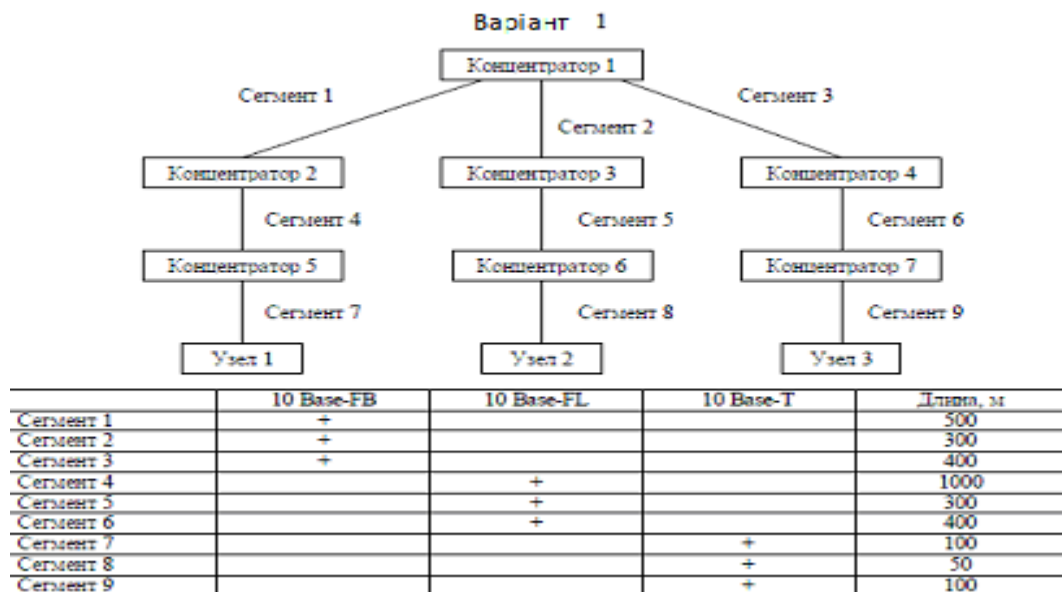 Варіант 1
Концентратор 1
Сегмент 1
Сегмент 3
Сегмент 2
Концентратор 2
Концентратор 3
Концентратор 4
Сегмент 4
Сегмент 5
Сегмент 6
Концентратор 5
Концентратор 6
Концентратор 7
Сегмент 7
Сегмент 8
Сегмент 9
Узел 1
Узел 2
Узел 3
10 Base-FB 10 Base-FL 10 Base-T Длина, м
Сегмент 1 + 500
Сегмент 2 + 300
Сегмент 3 + 400
Сегмент 4 + 1000
Сегмент 5 + 300
Сегмент 6 + 400
Сегмент 7 + 100
Сегмент 8 + 50
Сегмент 9 + 100